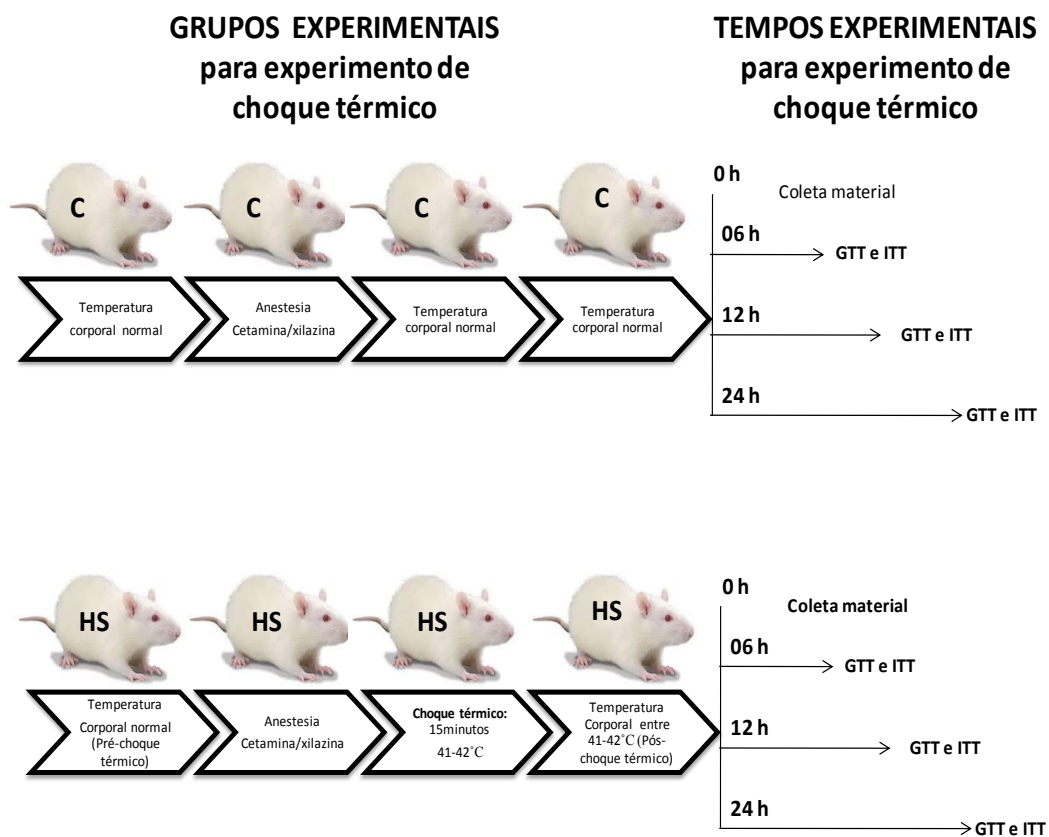 GRUPOS EXPERIMENTAIS
para experimento de
choque térmico
TEMPOS EXPERIMENTAIS
para experimento de
choque térmico
C
C
C
C
Temperatura
corporal normal
Anestesia
Cetamina/xilazina
Temperatura
corporal normal
Temperatura
corporal normal
0 h
Coleta material
06 h
GTT e ITT
12 h
GTT e ITT
24 h
GTT e ITT
HS
HS
HS
HS
Temperatura
Corporal normal
(Pré-choque
térmico)
Anestesia
Cetamina/xilazina
Choque térmico:
15minutos
41-42°C
Temperatura
Corporal entre
41-42°C (Pós-
choque térmico)
0 h
Coleta material
06 h
GTT e ITT
12 h
GTT e ITT
24 h
GTT e ITT